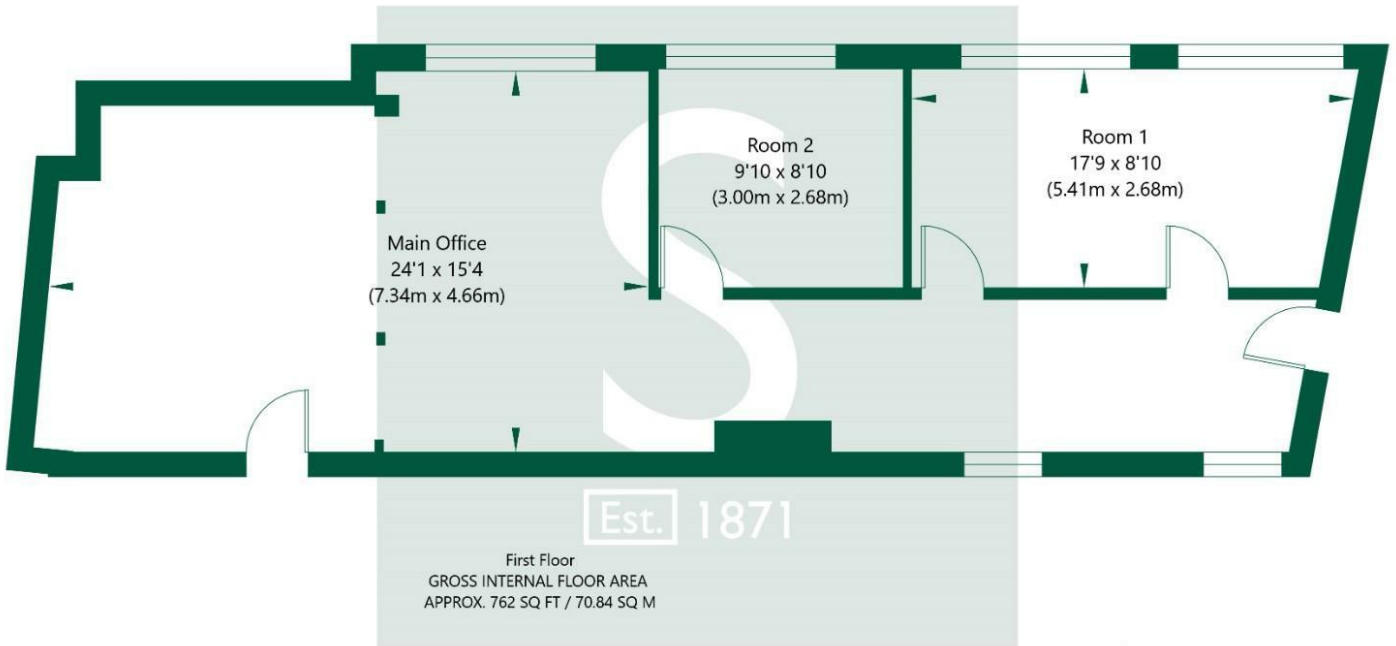 Room 2
9'10 x 8'10
(3.00m x 2.68m)
Room 1
17'9 x 8'10
(5.41m x 2.68m)
Main Office
24'1 x 15'4
(7.34m x 4.66m)
S
Est. 1871
First Floor
GROSS INTERNAL FLOOR AREA
APPROX. 762 SQ FT / 70.84 SQ M